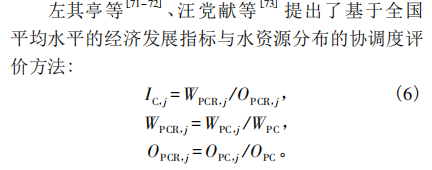 左其亭等[71-72]、汪党献等[73] 提出了基于全国
平均水平的经济发展指标与水资源分布的协调度评
价方法：
I_{C,j} = W_{PCR,j}/O_{PCR,j}， (6)
W_{PCR,j} = W_{PC,j}/W_{PC}，
O_{PCR,j} = O_{PC,j}/O_{PC}。